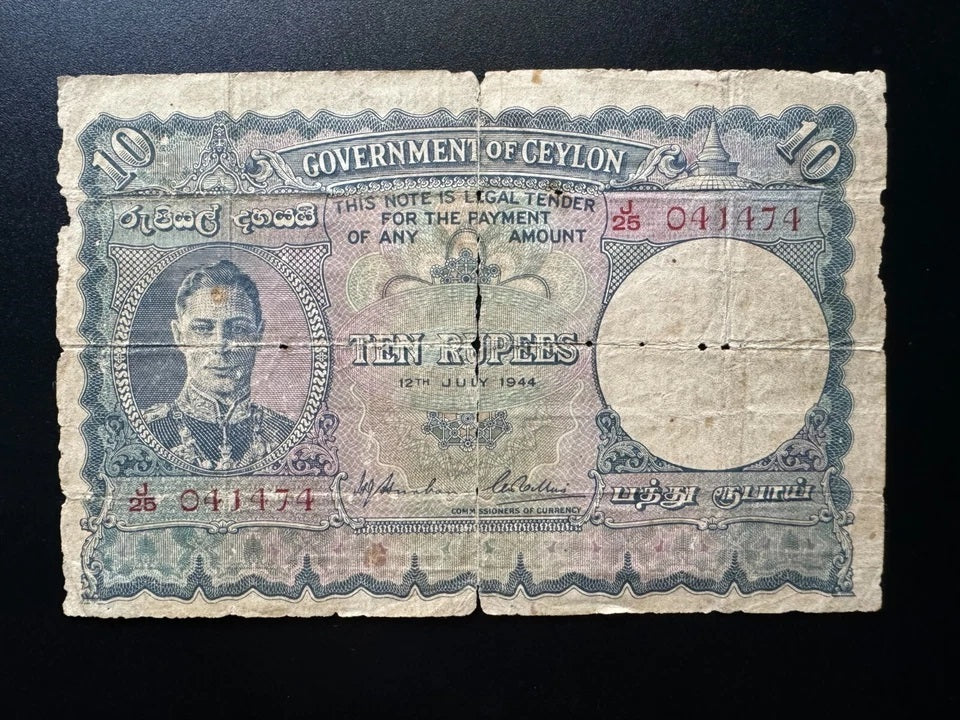 10 10
GOVERNMENT OF CEYLON
රුපියල් දහයයි
THIS NOTE IS LEGAL TENDER
FOR THE PAYMENT
OF ANY AMOUNT
J/25 041474
TEN RUPEES
12TH JULY 1944
J/25 041474
COMMISSIONERS OF CURRENCY
பத்து ரூபாய்